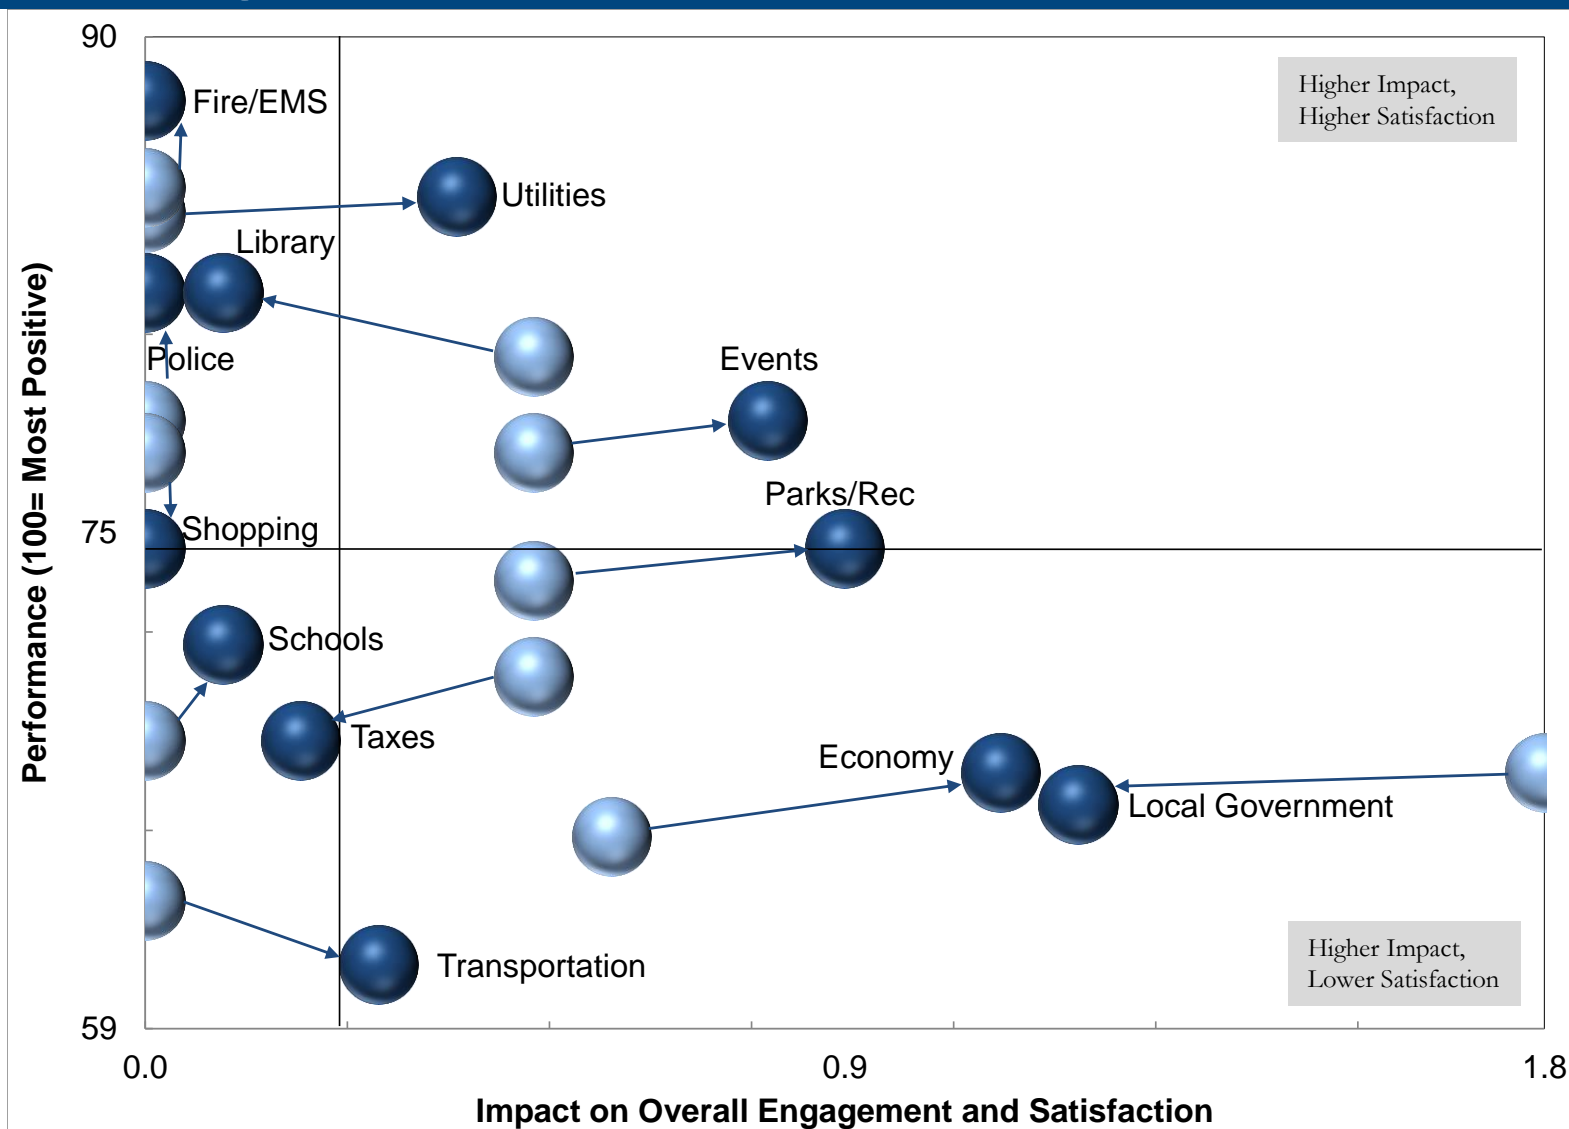 90
Higher Impact,
Higher Satisfaction
Fire/EMS
Utilities
Library
Police
Events
Parks/Rec
75
Shopping
Schools
Taxes
Economy
Local Government
Higher Impact,
Lower Satisfaction
Transportation
59
0.0
0.9
1.8
Performance (100= Most Positive)
Impact on Overall Engagement and Satisfaction